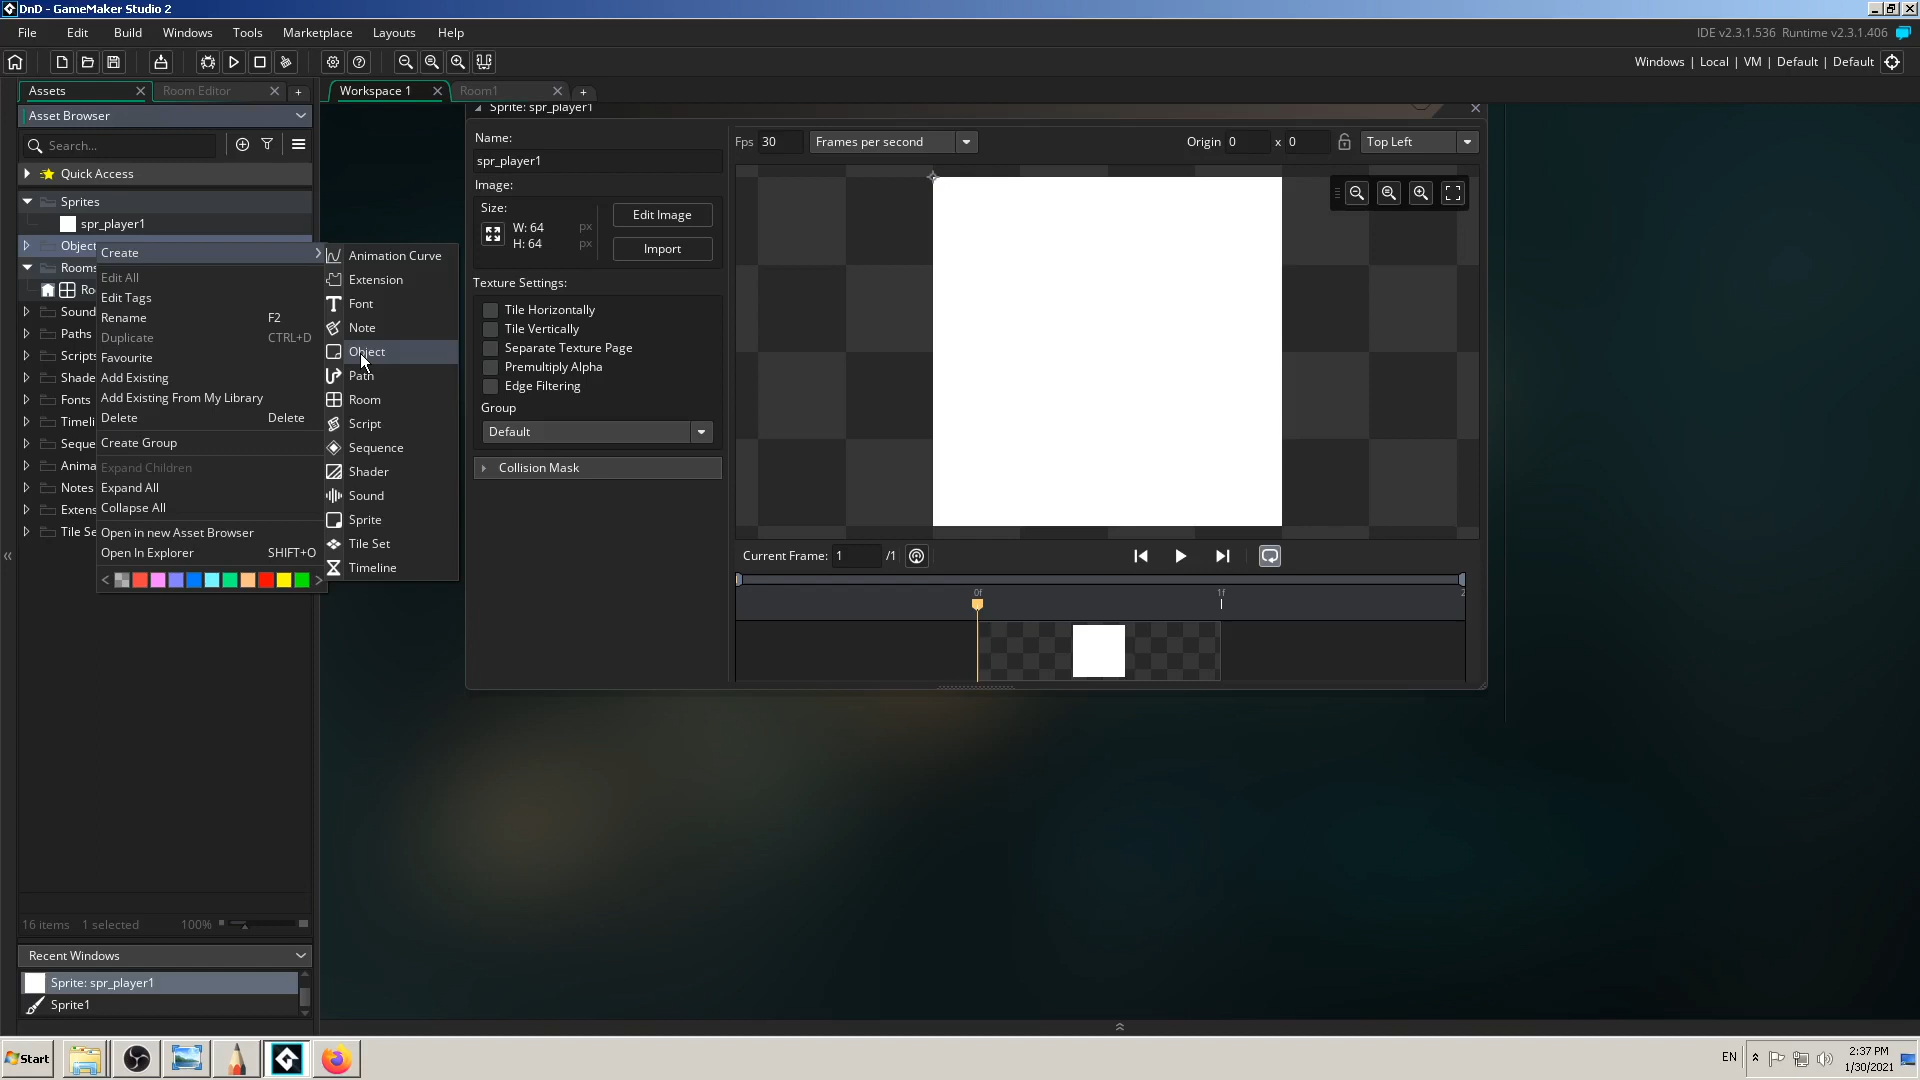 DnD - GameMaker Studio 2
File Edit Build Windows Tools Marketplace Layouts Help
IDE v2.3.1.536 Runtime v2.3.1.406
Windows | Local | VM | Default | Default
Assets Room Editor
Workspace 1 Room1
Asset Browser
Search...
Quick Access
Sprites
spr_player1
Object
Rooms
Ro
Sound
Paths
Scripts
Shade
Fonts
Timeli
Seque
Anima
Notes
Extens
Tile Se
16 items 1 selected 100%
Recent Windows
Sprite: spr_player1
Sprite1
Create
Edit All
Edit Tags
Rename F2
Duplicate CTRL+D
Favourite
Add Existing
Add Existing From My Library
Delete Delete
Create Group
Expand Children
Expand All
Collapse All
Open in new Asset Browser
Open In Explorer SHIFT+O
Animation Curve
Extension
Font
Note
Object
Path
Room
Script
Sequence
Shader
Sound
Sprite
Tile Set
Timeline
Sprite: spr_player1
Name:
spr_player1
Image:
Size:
W: 64 px
H: 64 px
Edit Image
Import
Texture Settings:
Tile Horizontally
Tile Vertically
Separate Texture Page
Premultiply Alpha
Edge Filtering
Group
Default
Collision Mask
Fps 30 Frames per second Origin 0 x 0 Top Left
Current Frame: 1 /1
0f 1f 2
Start
EN
2:37 PM
1/30/2021